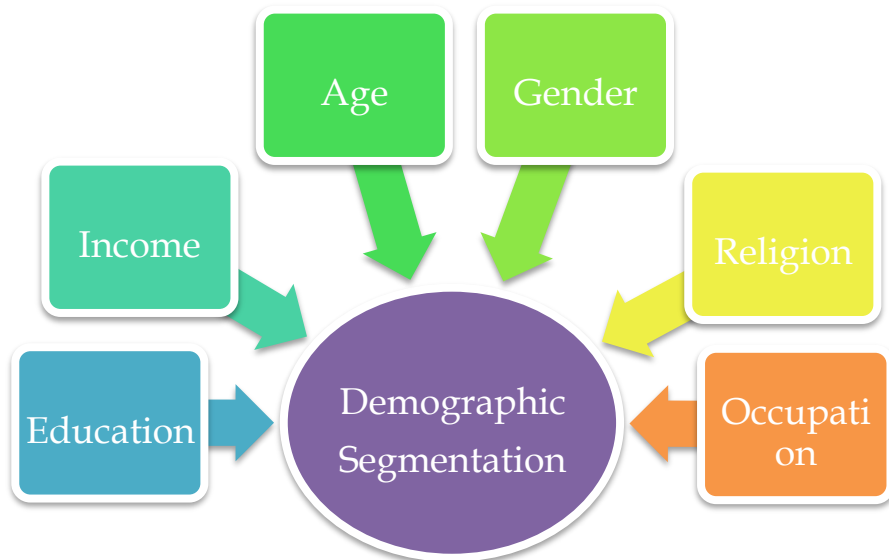 Age
Gender
Income
Religion
Education
Demographic
Segmentation
Occupati
on